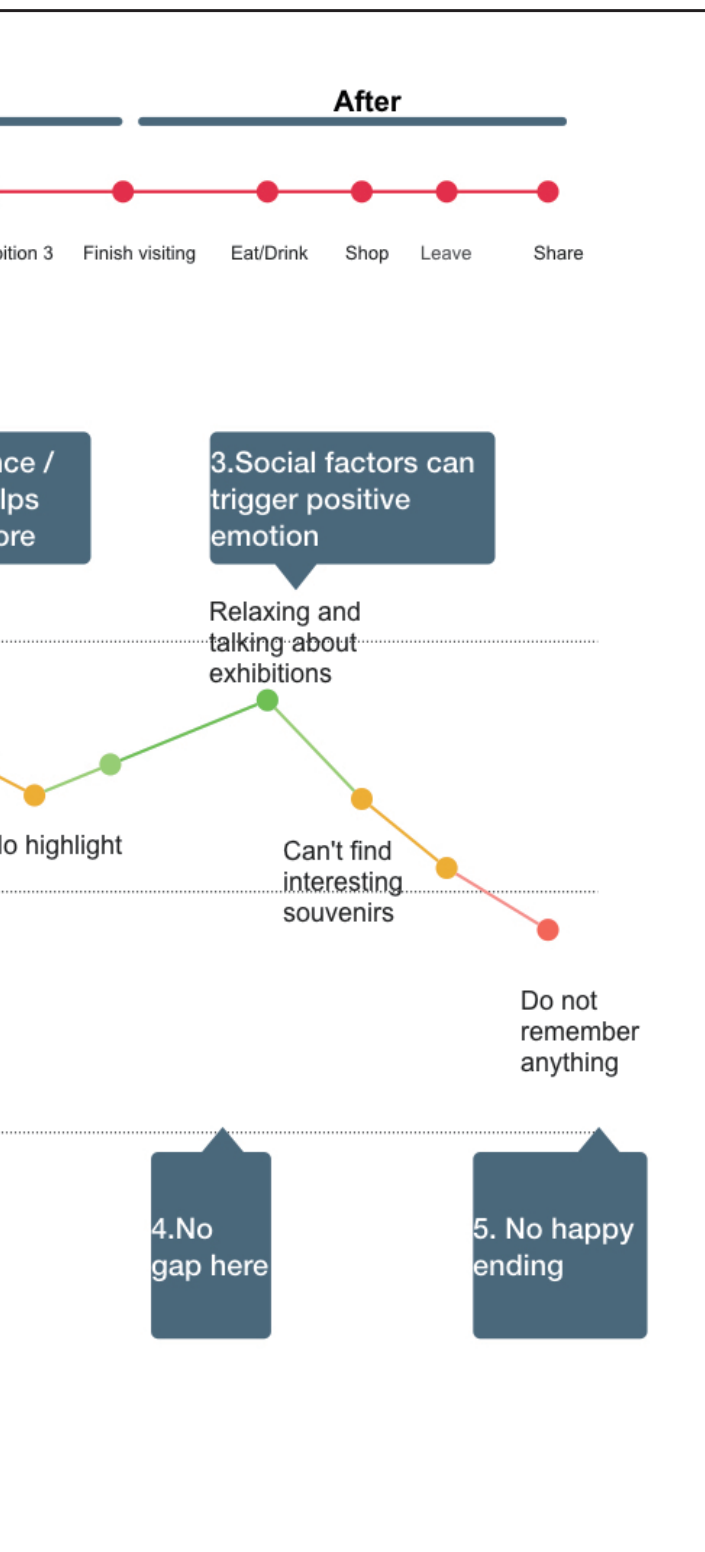 After
ition 3
Finish visiting
Eat/Drink
Shop
Leave
Share
nce /
lps
ore
3.Social factors can
trigger positive
emotion
Relaxing and
talking about
exhibitions
lo highlight
Can't find
interesting
souvenirs
Do not
remember
anything
4.No
gap here
5. No happy
ending